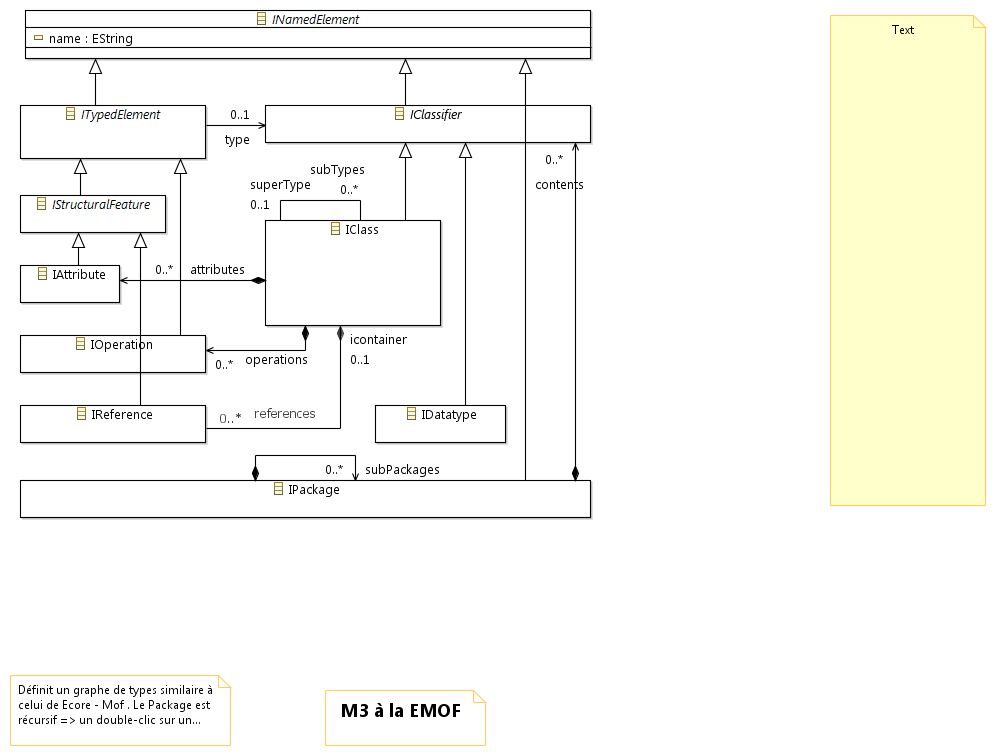 INamedElement
name : EString
Text
ITypedElement
0..1
type
IClassifier
0..*
contents
subTypes
superType
0..*
0..1
IStructuralFeature
IClass
IAttribute
0..*
attributes
IOperation
0..*
operations
icontainer
0..1
IReference
0..*
references
IDatatype
0..*
subPackages
IPackage
Définit un graphe de types similaire à
celui de Ecore - Mof . Le Package est
récursif => un double-clic sur un...
M3 à la EMOF